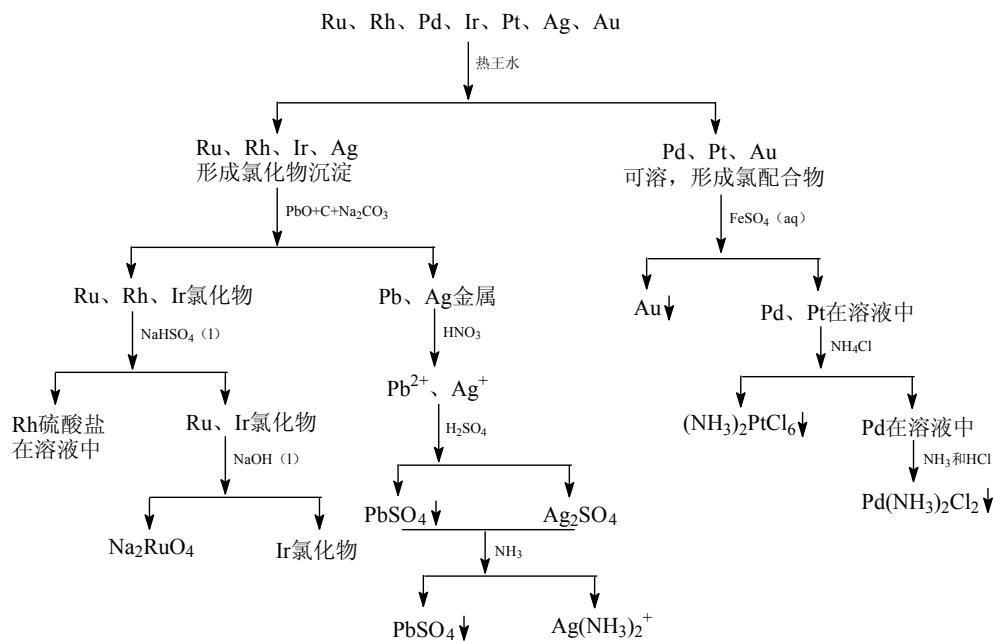 Ru、Rh、Pd、Ir、Pt、Ag、Au
热王水
Ru、Rh、Ir、Ag
形成氯化物沉淀
Pd、Pt、Au
可溶，形成氯配合物
PbO+C+Na₂CO₃
FeSO₄（aq）
Ru、Rh、Ir氯化物
Pb、Ag金属
Au↓
Pd、Pt在溶液中
NaHSO₄（l）
HNO₃
NH₄Cl
Pb²⁺、Ag⁺
Rh硫酸盐
在溶液中
Ru、Ir氯化物
(NH₃)₂PtCl₆↓
Pd在溶液中
H₂SO₄
NaOH（l）
NH₃和HCl
PbSO₄↓
Ag₂SO₄
Pd(NH₃)₂Cl₂↓
Na₂RuO₄
Ir氯化物
NH₃
PbSO₄↓
Ag(NH₃)₂⁺